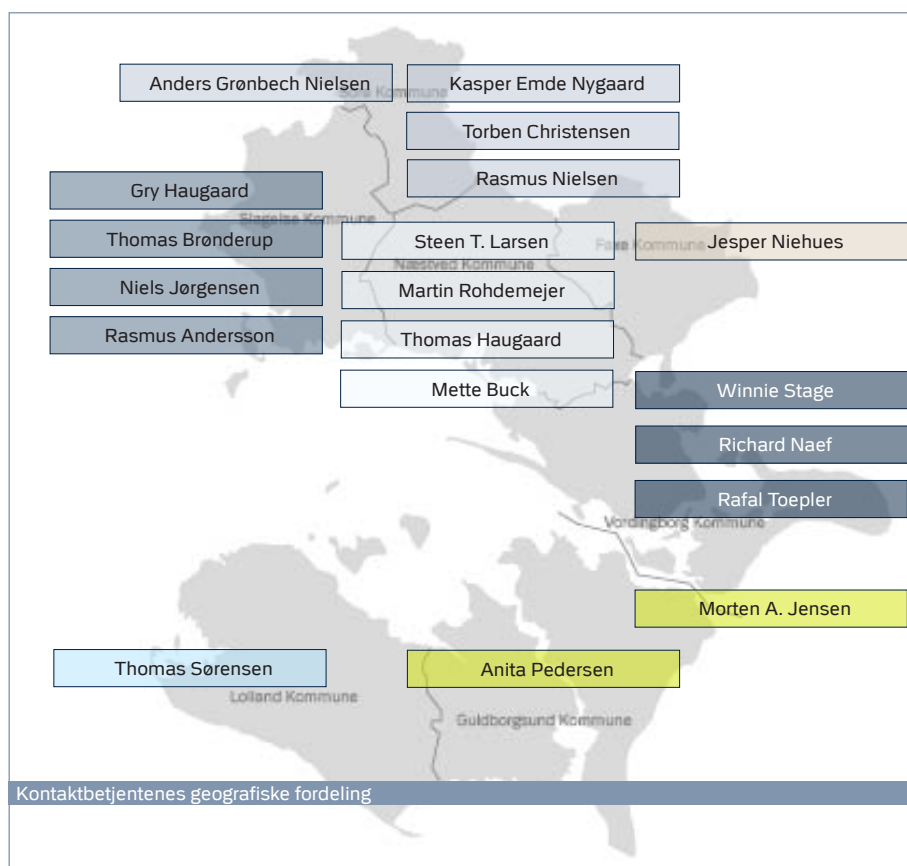 Anders Grønbech Nielsen
Kasper Emde Nygaard
Sorø Kommune
Torben Christensen
Rasmus Nielsen
Gry Haugaard
Slagelse Kommune
Thomas Brønderup
Steen T. Larsen
Faxe Kommune
Jesper Niehues
Næstved Kommune
Niels Jørgensen
Martin Rohdemejer
Rasmus Andersson
Thomas Haugaard
Mette Buck
Winnie Stage
Richard Naef
Rafal Toepler
Vordingborg Kommune
Morten A. Jensen
Thomas Sørensen
Anita Pedersen
Lolland Kommune
Guldborgsund Kommune
Kontaktbetjentenes geografiske fordeling